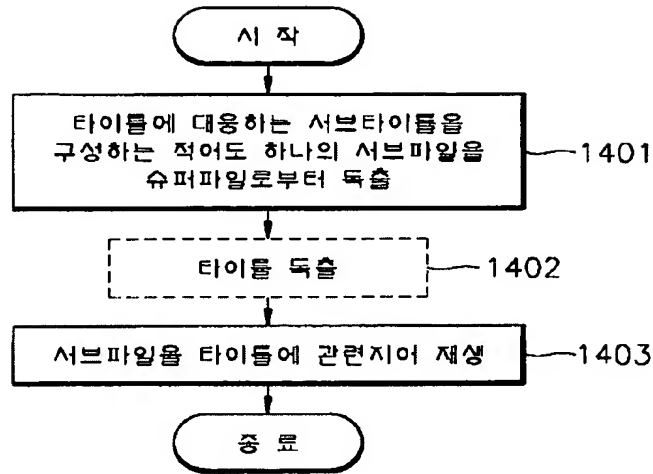 시 작
타이틀에 대응하는 서브타이틀을
구성하는 적어도 하나의 서브파일을
슈퍼파일로부터 독출
1401
타이틀 독출
1402
서브파일을 타이틀에 관련지어 재생
1403
종 료